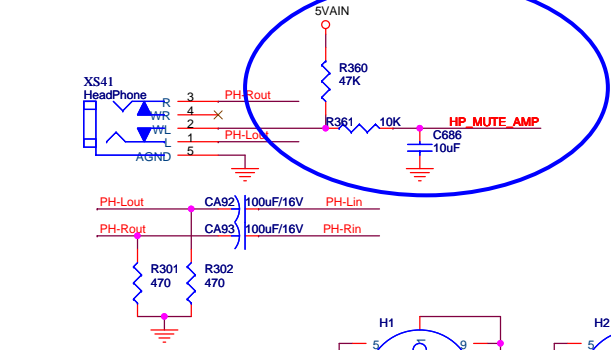 5VAIN
R360
47K
XS41
HeadPhone
R 3 PH-Rout
WR 4
WL 2 R361 10K HP_MUTE_AMP
L 1 PH-Lout
C686
10uF
AGND 5
PH-Lout CA92 100uF/16V PH-Lin
PH-Rout CA93 100uF/16V PH-Rin
R301 R302
470 470
H1 H2
5 9 5